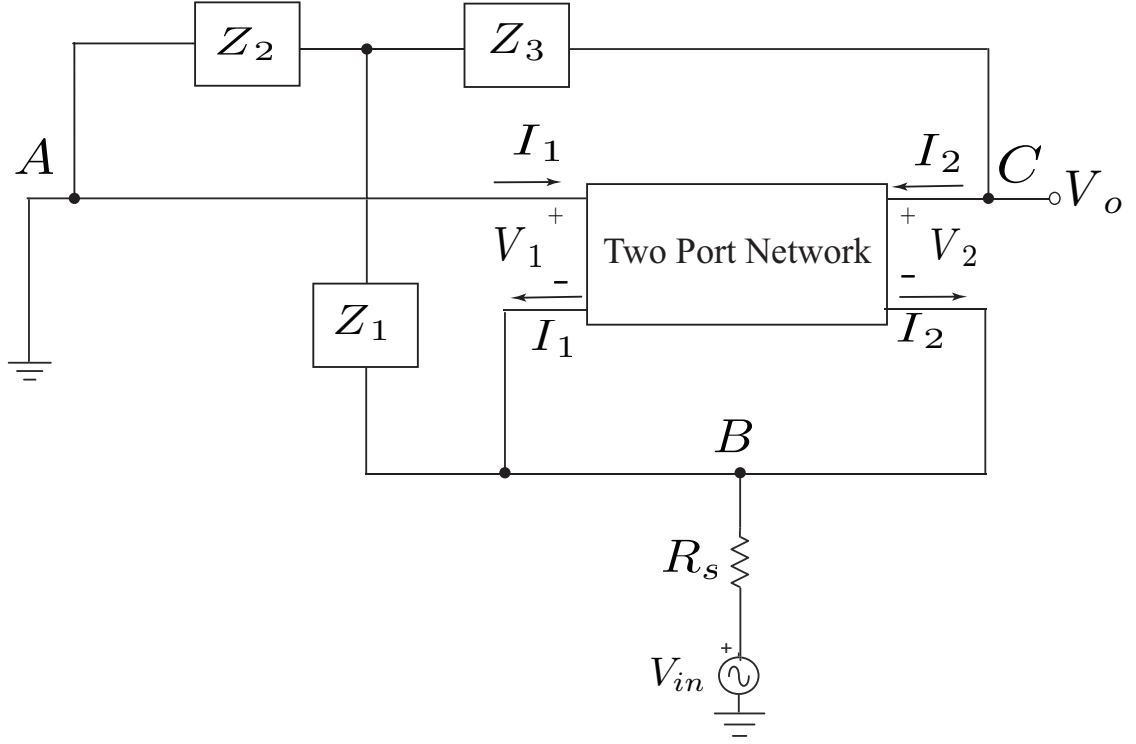 Z2
Z3
A
I1
I2
C
Vo
+
+
V1
Two Port Network
V2
-
-
Z1
I1
I2
B
Rs
+
Vin